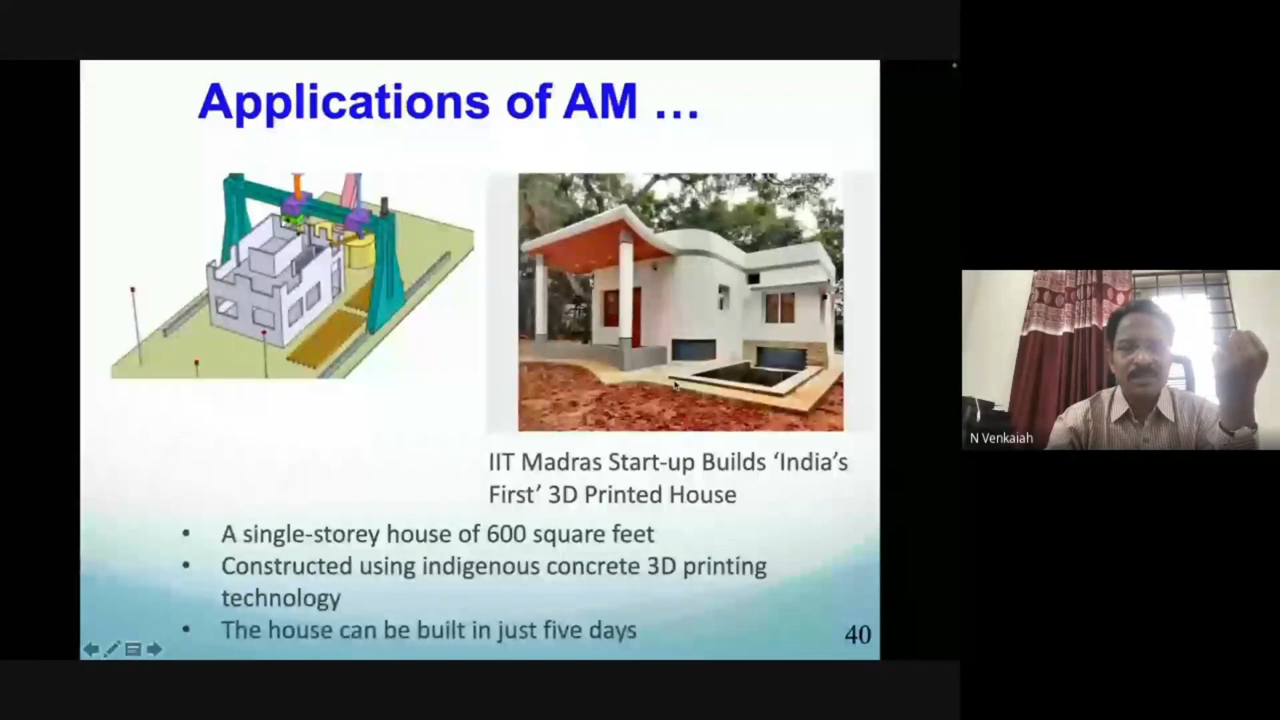 Applications of AM ...
IIT Madras Start-up Builds ‘India’s
First’ 3D Printed House
• A single-storey house of 600 square feet
• Constructed using indigenous concrete 3D printing
technology
• The house can be built in just five days
40
N Venkaiah